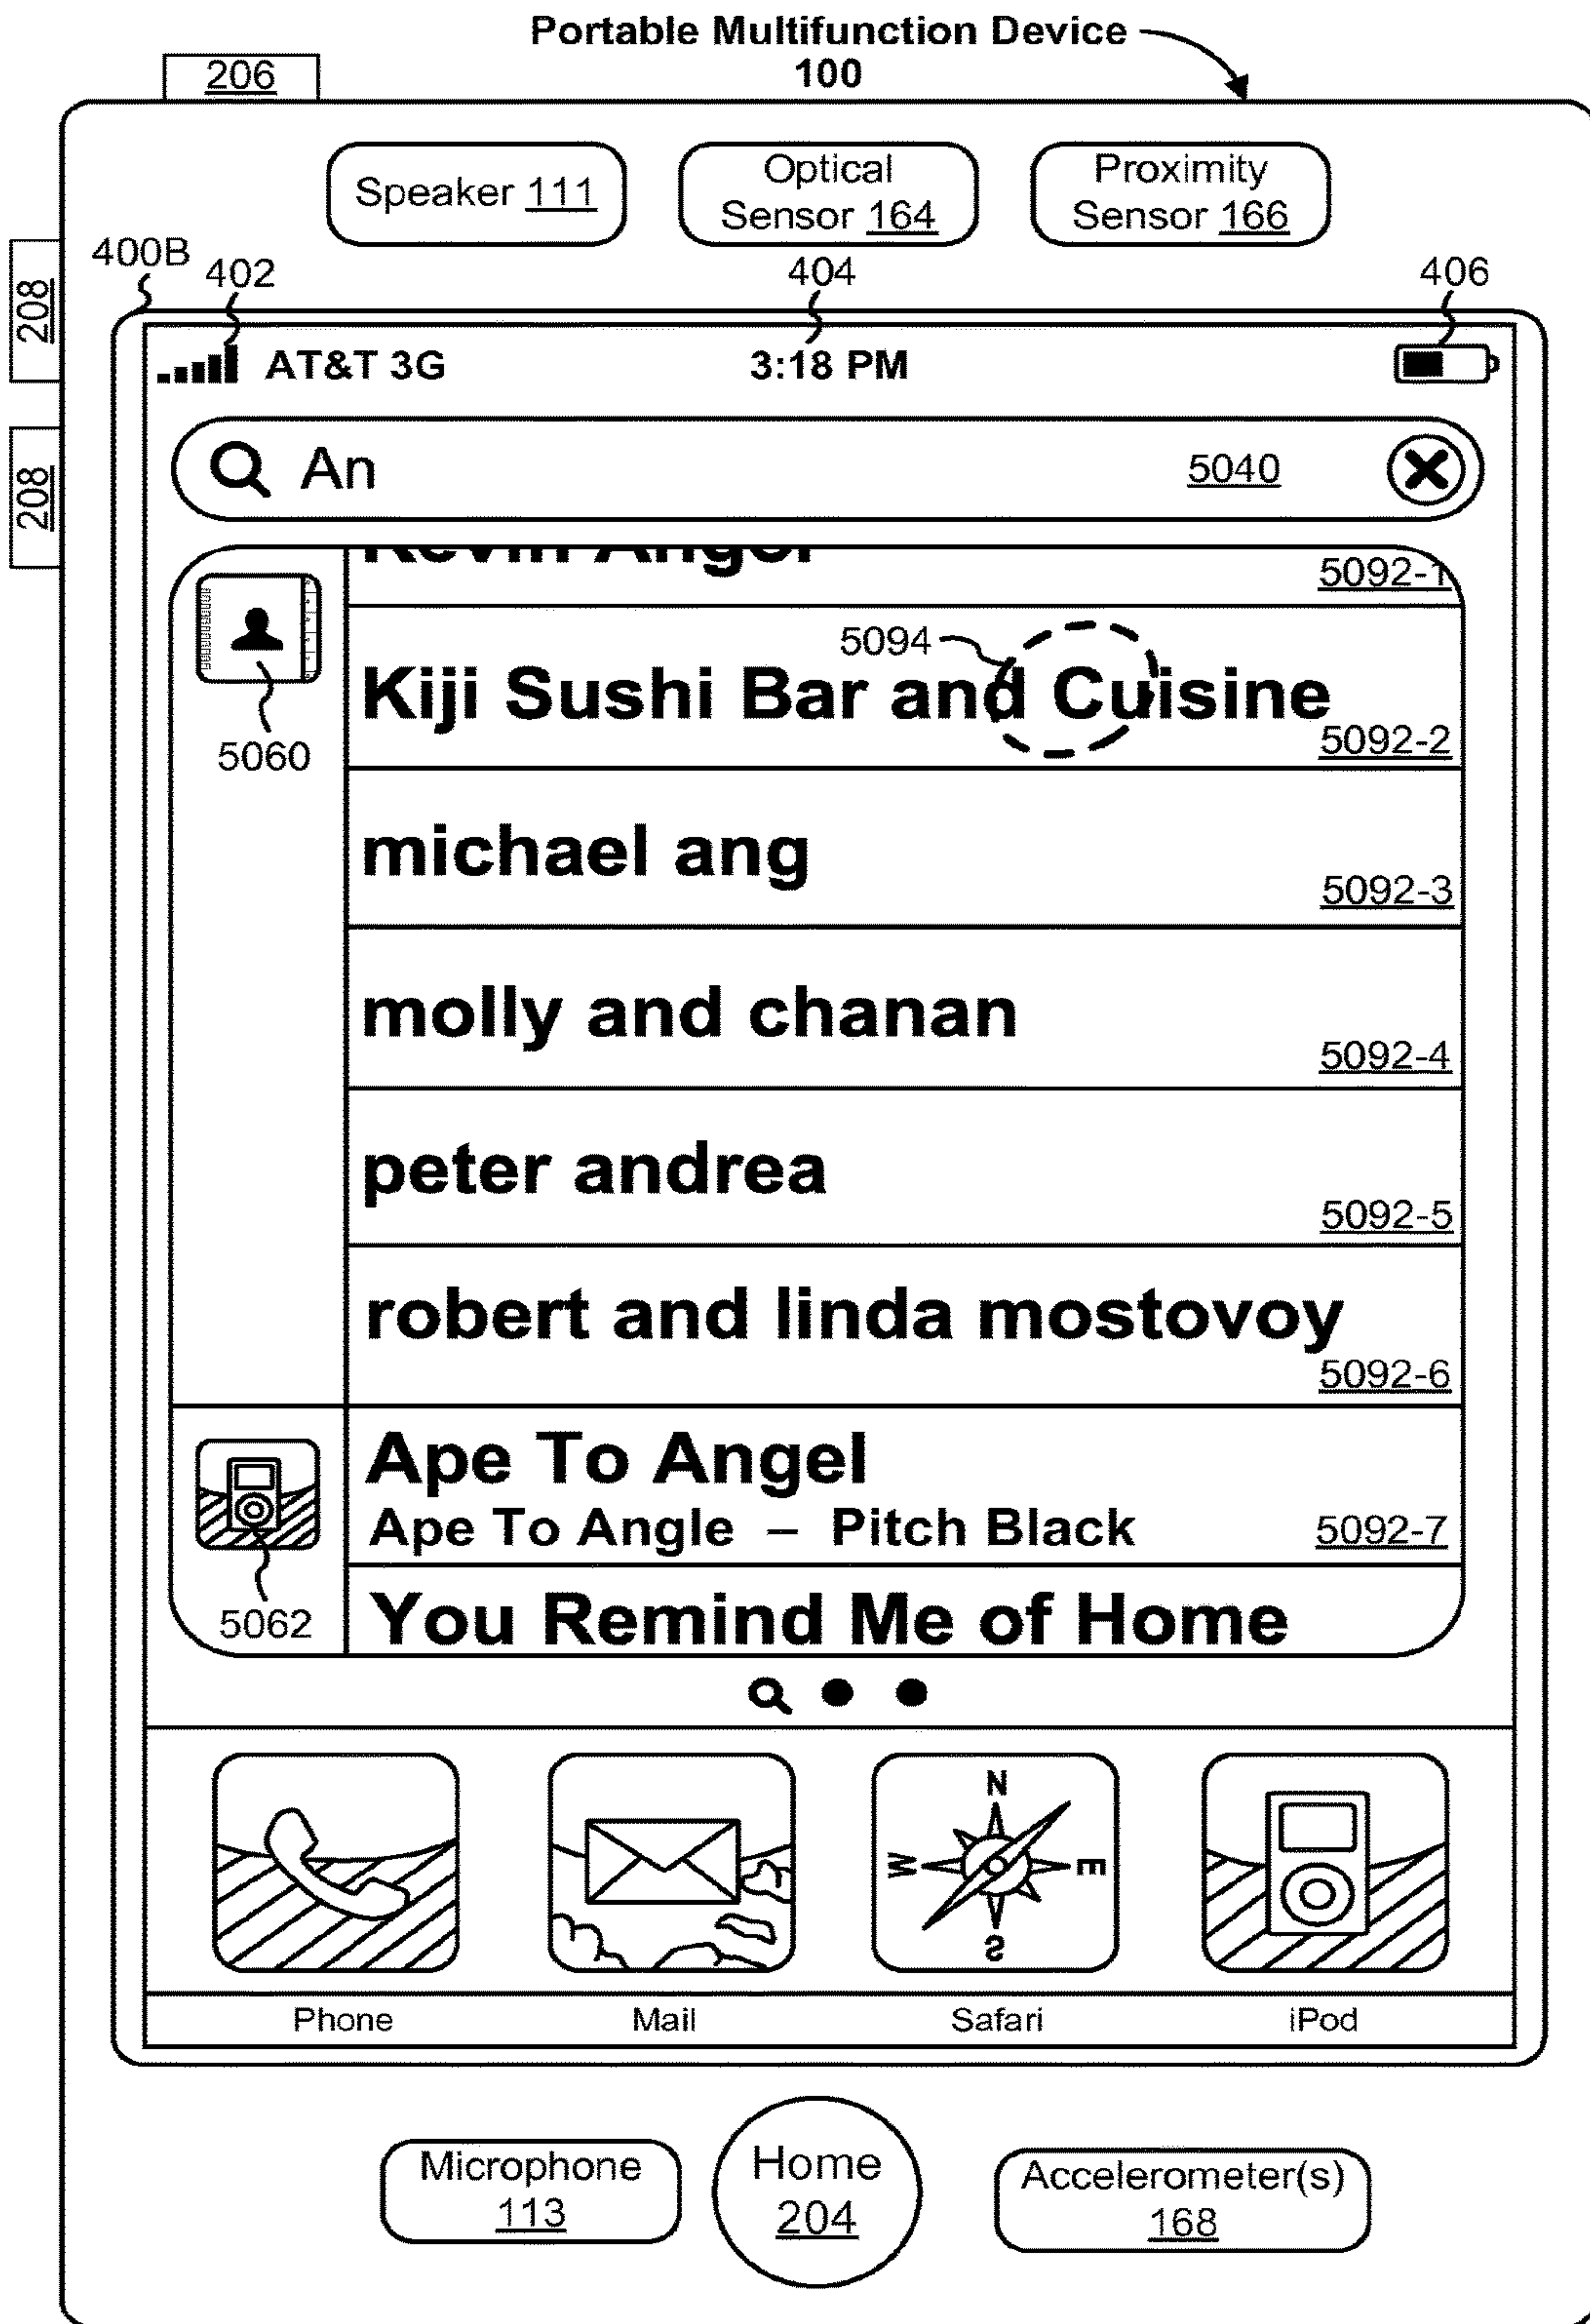 Portable Multifunction Device
100
206
Speaker 111
Optical
Sensor 164
Proximity
Sensor 166
208
400B
402
404
406
AT&T 3G
3:18 PM
208
An
5040
Kevin Angel
5092-1
5060
5094
Kiji Sushi Bar and Cuisine
5092-2
michael ang
5092-3
molly and chanan
5092-4
peter andrea
5092-5
robert and linda mostovoy
5092-6
5062
Ape To Angel
Ape To Angle – Pitch Black
5092-7
You Remind Me of Home
N
W
E
S
Phone
Mail
Safari
iPod
Microphone
113
Home
204
Accelerometer(s)
168